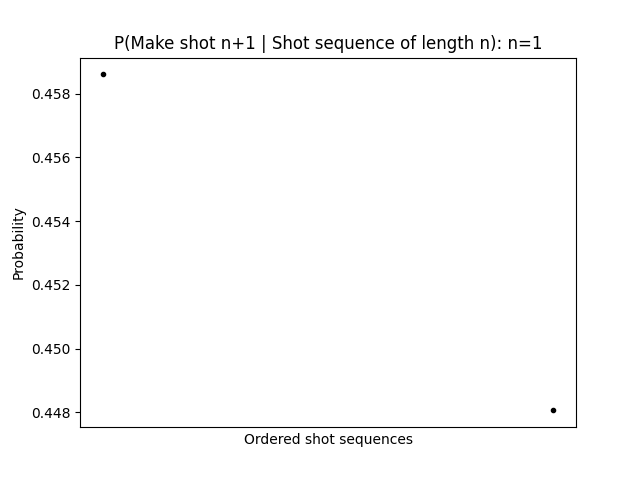 P(Make shot n+1 | Shot sequence of length n): n=1
0.458
0.456
0.454
0.452
0.450
0.448
Probability
Ordered shot sequences